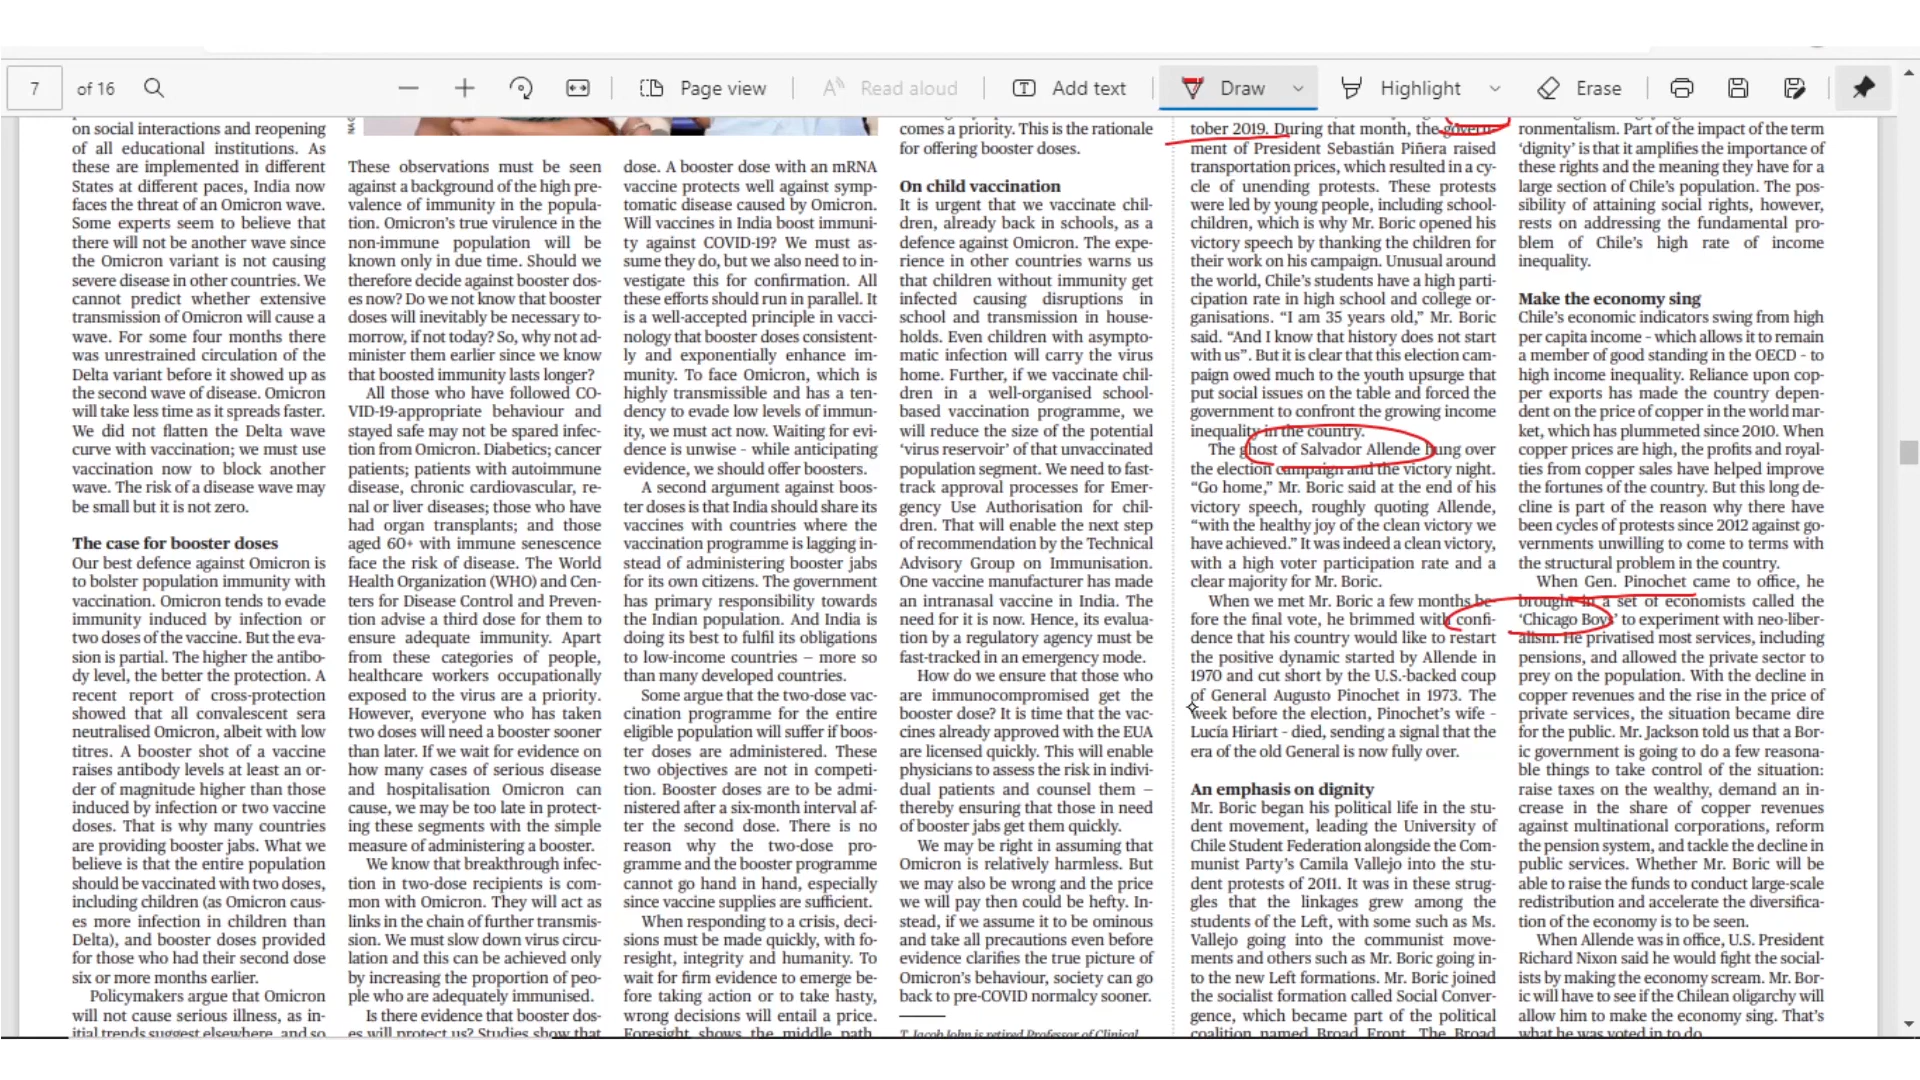 7 of 16 Page view Read aloud Add text Draw Highlight Erase
on social interactions and reopening
of all educational institutions. As
these are implemented in different
States at different paces, India now
faces the threat of an Omicron wave.
Some experts seem to believe that
there will not be another wave since
the Omicron variant is not causing
severe disease in other countries. We
cannot predict whether extensive
transmission of Omicron will cause a
wave. For some four months there
was unrestrained circulation of the
Delta variant before it showed up as
the second wave of disease. Omicron
will take less time as it spreads faster.
We did not flatten the Delta wave
curve with vaccination; we must use
vaccination now to block another
wave. The risk of a disease wave may
be small but it is not zero.
The case for booster doses
Our best defence against Omicron is
to bolster population immunity with
vaccination. Omicron tends to evade
immunity induced by infection or
two doses of the vaccine. But the eva-
sion is partial. The higher the antibo-
dy level, the better the protection. A
recent report of cross-protection
showed that all convalescent sera
neutralised Omicron, albeit with low
titres. A booster shot of a vaccine
raises antibody levels at least an or-
der of magnitude higher than those
induced by infection or two vaccine
doses. That is why many countries
are providing booster jabs. What we
believe is that the entire population
should be vaccinated with two doses,
including children (as Omicron caus-
es more infection in children than
Delta), and booster doses provided
for those who had their second dose
six or more months earlier.
Policymakers argue that Omicron
will not cause serious illness, as in-
itial trends suggest elsewhere, and so
These observations must be seen
against a background of the high pre-
valence of immunity in the popula-
tion. Omicron's true virulence in the
non-immune population will be
known only in due time. Should we
therefore decide against booster dos-
es now? Do we not know that booster
doses will inevitably be necessary to-
morrow, if not today? So, why not ad-
minister them earlier since we know
that boosted immunity lasts longer?
All those who have followed CO-
VID-19-appropriate behaviour and
stayed safe may not be spared infec-
tion from Omicron. Diabetics; cancer
patients; patients with autoimmune
disease, chronic cardiovascular, re-
nal or liver diseases; those who have
had organ transplants; and those
aged 60+ with immune senescence
face the risk of disease. The World
Health Organization (WHO) and Cen-
ters for Disease Control and Preven-
tion advise a third dose for them to
ensure adequate immunity. Apart
from these categories of people,
healthcare workers occupationally
exposed to the virus are a priority.
However, everyone who has taken
two doses will need a booster sooner
than later. If we wait for evidence on
how many cases of serious disease
and hospitalisation Omicron can
cause, we may be too late in protect-
ing these segments with the simple
measure of administering a booster.
We know that breakthrough infec-
tion in two-dose recipients is com-
mon with Omicron. They will act as
links in the chain of further transmis-
sion. We must slow down virus circu-
lation and this can be achieved only
by increasing the proportion of peo-
ple who are adequately immunised.
Is there evidence that booster dos-
es will protect us? Studies show that
dose. A booster dose with an mRNA
vaccine protects well against symp-
tomatic disease caused by Omicron.
Will vaccines in India boost immuni-
ty against COVID-19? We must as-
sume they do, but we also need to in-
vestigate this for confirmation. All
these efforts should run in parallel. It
is a well-accepted principle in vacci-
nology that booster doses consistent-
ly and exponentially enhance im-
munity. To face Omicron, which is
highly transmissible and has a ten-
dency to evade low levels of immun-
ity, we must act now. Waiting for evi-
dence is unwise - while anticipating
evidence, we should offer boosters.
A second argument against boos-
ter doses is that India should share its
vaccines with countries where the
vaccination programme is lagging in-
stead of administering booster jabs
for its own citizens. The government
has primary responsibility towards
the Indian population. And India is
doing its best to fulfil its obligations
to low-income countries — more so
than many developed countries.
Some argue that the two-dose vac-
cination programme for the entire
eligible population will suffer if boos-
ter doses are administered. These
two objectives are not in competi-
tion. Booster doses are to be admi-
nistered after a six-month interval af-
ter the second dose. There is no
reason why the two-dose pro-
gramme and the booster programme
cannot go hand in hand, especially
since vaccine supplies are sufficient.
When responding to a crisis, deci-
sions must be made quickly, with fo-
resight, integrity and humanity. To
wait for firm evidence to emerge be-
fore taking action or to take hasty,
wrong decisions will entail a price.
Foresight shows the middle path
comes a priority. This is the rationale
for offering booster doses.
On child vaccination
It is urgent that we vaccinate chil-
dren, already back in schools, as a
defence against Omicron. The expe-
rience in other countries warns us
that children without immunity get
infected causing disruptions in
school and transmission in house-
holds. Even children with asympto-
matic infection will carry the virus
home. Further, if we vaccinate chil-
dren in a well-organised school-
based vaccination programme, we
will reduce the size of the potential
'virus reservoir' of that unvaccinated
population segment. We need to fast-
track approval processes for Emer-
gency Use Authorisation for chil-
dren. That will enable the next step
of recommendation by the Technical
Advisory Group on Immunisation.
One vaccine manufacturer has made
an intranasal vaccine in India. The
need for it is now. Hence, its evalua-
tion by a regulatory agency must be
fast-tracked in an emergency mode.
How do we ensure that those who
are immunocompromised get the
booster dose? It is time that the vac-
cines already approved with the EUA
are licensed quickly. This will enable
physicians to assess the risk in indivi-
dual patients and counsel them —
thereby ensuring that those in need
of booster jabs get them quickly.
We may be right in assuming that
Omicron is relatively harmless. But
we may also be wrong and the price
we will pay then could be hefty. In-
stead, if we assume it to be ominous
and take all precautions even before
evidence clarifies the true picture of
Omicron's behaviour, society can go
back to pre-COVID normalcy sooner.
T. Jacob John is retired Professor of Clinical
tober 2019. During that month, the govern-
ment of President Sebastián Piñera raised
transportation prices, which resulted in a cy-
cle of unending protests. These protests
were led by young people, including school-
children, which is why Mr. Boric opened his
victory speech by thanking the children for
their work on his campaign. Unusual around
the world, Chile's students have a high parti-
cipation rate in high school and college or-
ganisations. "I am 35 years old," Mr. Boric
said. "And I know that history does not start
with us". But it is clear that this election cam-
paign owed much to the youth upsurge that
put social issues on the table and forced the
government to confront the growing income
inequality in the country.
The ghost of Salvador Allende hung over
the election campaign and the victory night.
"Go home," Mr. Boric said at the end of his
victory speech, roughly quoting Allende,
"with the healthy joy of the clean victory we
have achieved." It was indeed a clean victory,
with a high voter participation rate and a
clear majority for Mr. Boric.
When we met Mr. Boric a few months be-
fore the final vote, he brimmed with confi-
dence that his country would like to restart
the positive dynamic started by Allende in
1970 and cut short by the U.S.-backed coup
of General Augusto Pinochet in 1973. The
week before the election, Pinochet's wife -
Lucía Hiriart - died, sending a signal that the
era of the old General is now fully over.
An emphasis on dignity
Mr. Boric began his political life in the stu-
dent movement, leading the University of
Chile Student Federation alongside the Com-
munist Party's Camila Vallejo into the stu-
dent protests of 2011. It was in these strug-
gles that the linkages grew among the
students of the Left, with some such as Ms.
Vallejo going into the communist move-
ments and others such as Mr. Boric going in-
to the new Left formations. Mr. Boric joined
the socialist formation called Social Conver-
gence, which became part of the political
coalition named Broad Front. The Broad
ronmentalism. Part of the impact of the term
'dignity' is that it amplifies the importance of
these rights and the meaning they have for a
large section of Chile's population. The pos-
sibility of attaining social rights, however,
rests on addressing the fundamental pro-
blem of Chile's high rate of income
inequality.
Make the economy sing
Chile's economic indicators swing from high
per capita income - which allows it to remain
a member of good standing in the OECD - to
high income inequality. Reliance upon cop-
per exports has made the country depen-
dent on the price of copper in the world mar-
ket, which has plummeted since 2010. When
copper prices are high, the profits and royal-
ties from copper sales have helped improve
the fortunes of the country. But this long de-
cline is part of the reason why there have
been cycles of protests since 2012 against go-
vernments unwilling to come to terms with
the structural problem in the country.
When Gen. Pinochet came to office, he
brought in a set of economists called the
'Chicago Boys' to experiment with neo-liber-
alism. He privatised most services, including
pensions, and allowed the private sector to
prey on the population. With the decline in
copper revenues and the rise in the price of
private services, the situation became dire
for the public. Mr. Jackson told us that a Bor-
ic government is going to do a few reasona-
ble things to take control of the situation:
raise taxes on the wealthy, demand an in-
crease in the share of copper revenues
against multinational corporations, reform
the pension system, and tackle the decline in
public services. Whether Mr. Boric will be
able to raise the funds to conduct large-scale
redistribution and accelerate the diversifica-
tion of the economy is to be seen.
When Allende was in office, U.S. President
Richard Nixon said he would fight the social-
ists by making the economy scream. Mr. Bor-
ic will have to see if the Chilean oligarchy will
allow him to make the economy sing. That's
what he was voted in to do.